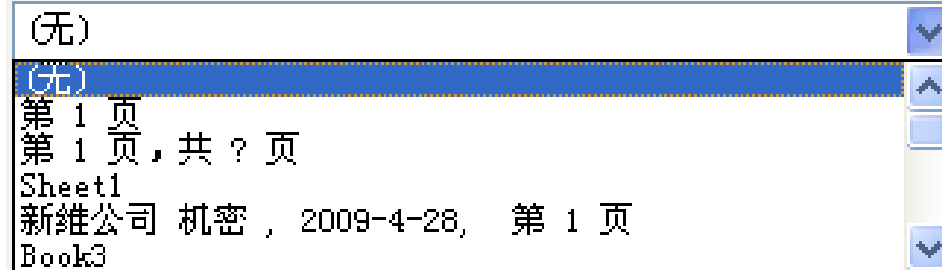 (无)
(无)
第 1 页
第 1 页，共 ? 页
Sheet1
新維公司 机密 , 2009-4-28,  第 1 页
Book3